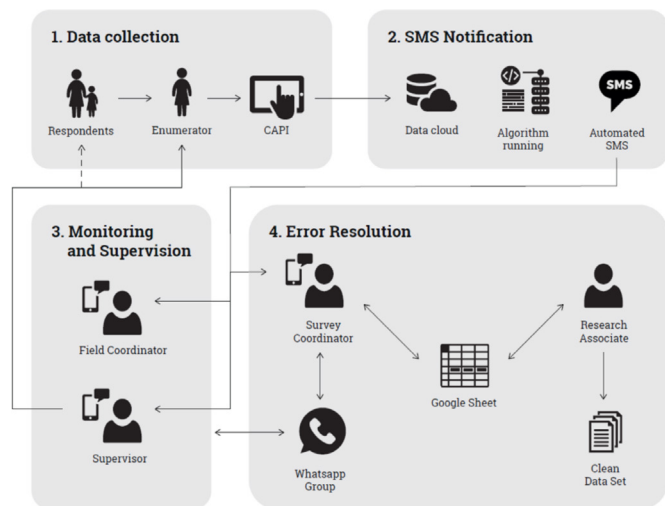 1. Data collection
Respondents
Enumerator
CAPI
2. SMS Notification
Data cloud
Algorithm
running
SMS
Automated
SMS
3. Monitoring
and Supervision
Field Coordinator
Supervisor
4. Error Resolution
Survey
Coordinator
Research
Associate
Google Sheet
Whatsapp
Group
Clean
Data Set